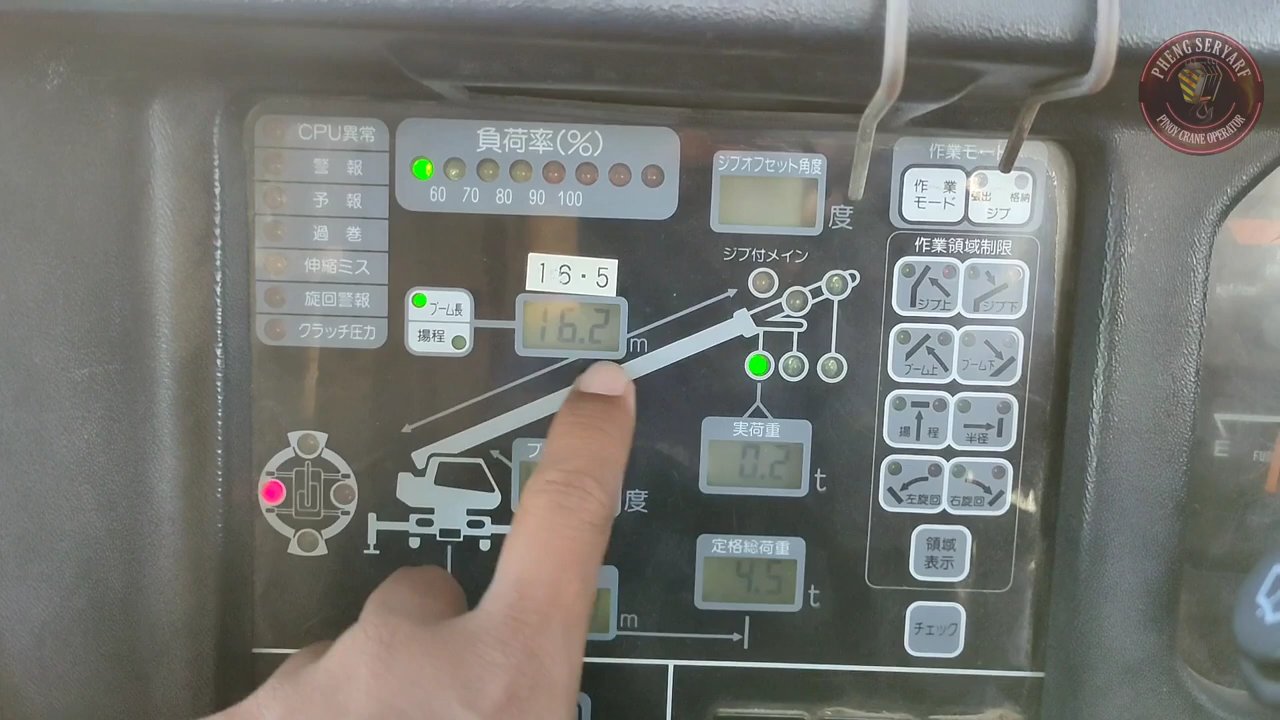 PHENG SERYARF
PINOY CRANE OPERATOR
CPU異常
警報
予報
過巻
伸縮ミス
旋回警報
クラッチ圧力
負荷率(%)
60 70 80 90 100
ジブオフセット角度
度
作業モード
作業
モード
張出 格納
ジブ
作業領域制限
ジブ上
ジブ下
ブーム上
ブーム下
揚程
半径
左旋回
右旋回
領域
表示
チェック
ジブ付メイン
16.5
ブーム長
揚程
16.2
m
実荷重
0.2
t
度
定格総荷重
4.5
t
m
E